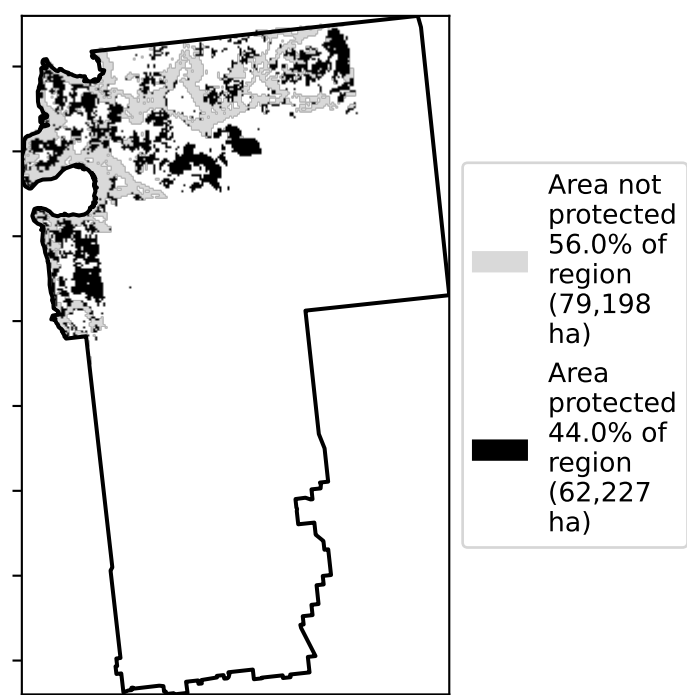 Area not
protected
56.0% of
region
(79,198
ha)
Area
protected
44.0% of
region
(62,227
ha)